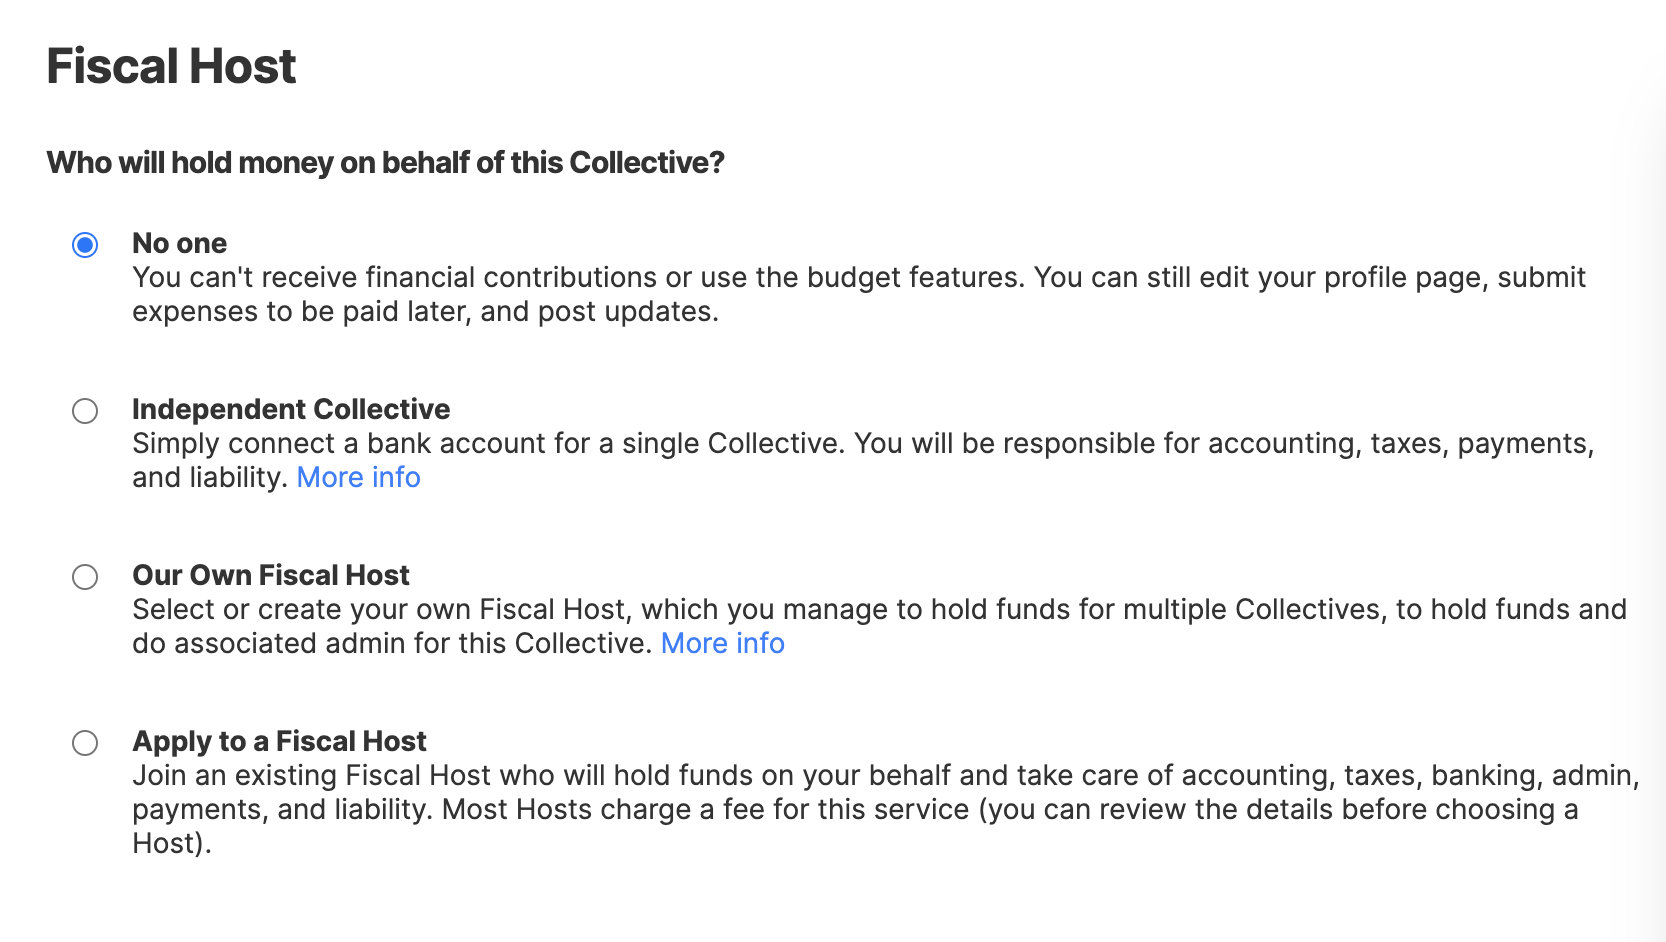 Fiscal Host
Who will hold money on behalf of this Collective?
No one
You can't receive financial contributions or use the budget features. You can still edit your profile page, submit
expenses to be paid later, and post updates.
Independent Collective
Simply connect a bank account for a single Collective. You will be responsible for accounting, taxes, payments,
and liability. More info
Our Own Fiscal Host
Select or create your own Fiscal Host, which you manage to hold funds for multiple Collectives, to hold funds and
do associated admin for this Collective. More info
Apply to a Fiscal Host
Join an existing Fiscal Host who will hold funds on your behalf and take care of accounting, taxes, banking, admin,
payments, and liability. Most Hosts charge a fee for this service (you can review the details before choosing a
Host).